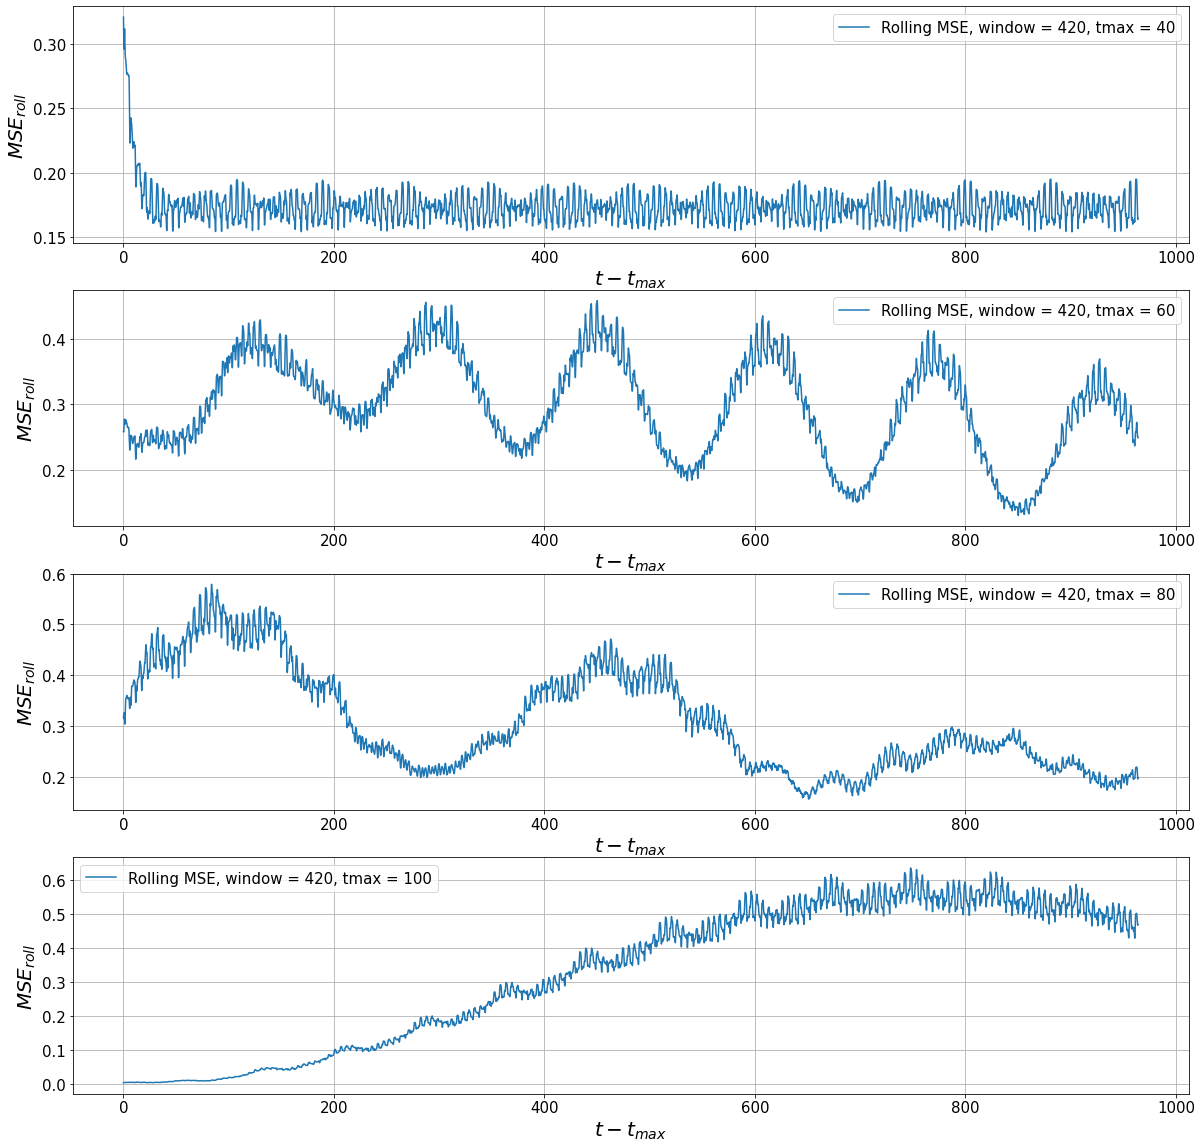 Rolling MSE, window = 420, tmax = 40
MSE_roll
0.30
0.25
0.20
0.15
0 200 400 600 800 1000
t − t_max
Rolling MSE, window = 420, tmax = 60
MSE_roll
0.4
0.3
0.2
0 200 400 600 800 1000
t − t_max
Rolling MSE, window = 420, tmax = 80
MSE_roll
0.6
0.5
0.4
0.3
0.2
0 200 400 600 800 1000
t − t_max
Rolling MSE, window = 420, tmax = 100
MSE_roll
0.6
0.5
0.4
0.3
0.2
0.1
0.0
0 200 400 600 800 1000
t − t_max